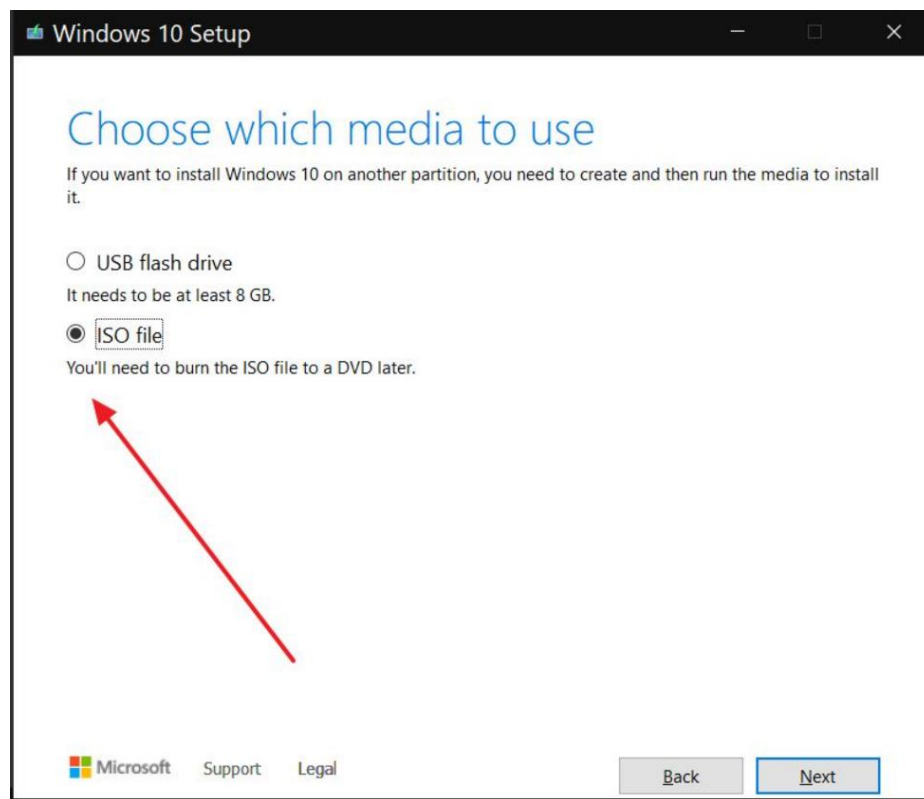 Windows 10 Setup
Choose which media to use
If you want to install Windows 10 on another partition, you need to create and then run the media to install
it.
USB flash drive
It needs to be at least 8 GB.
ISO file
You'll need to burn the ISO file to a DVD later.
Microsoft Support Legal Back Next